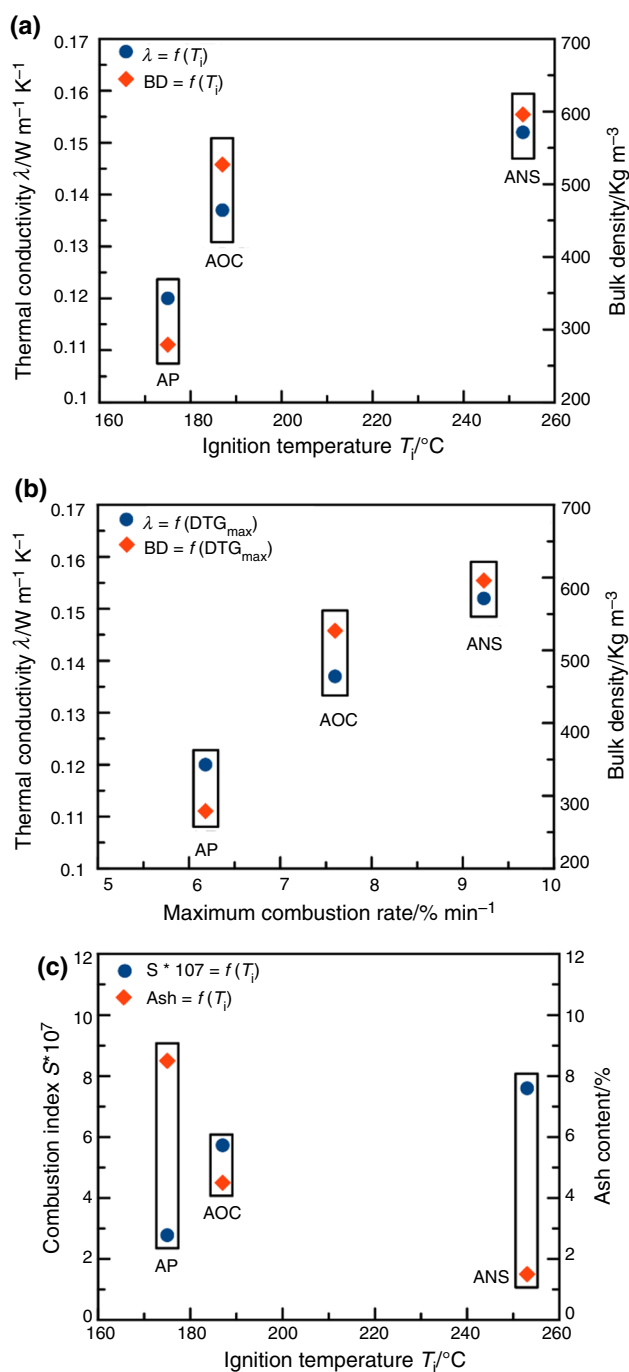 (a)
0.17
0.16
0.15
0.14
0.13
0.12
0.11
0.1
Thermal conductivity λ/W m⁻¹ K⁻¹
λ = f (Tᵢ)
BD = f (Tᵢ)
AP
AOC
ANS
700
600
500
400
300
200
Bulk density/Kg m⁻³
160 180 200 220 240 260
Ignition temperature Tᵢ/°C
(b)
0.17
0.16
0.15
0.14
0.13
0.12
0.11
0.1
Thermal conductivity λ/W m⁻¹ K⁻¹
λ = f (DTGmax)
BD = f (DTGmax)
AP
AOC
ANS
700
600
500
400
300
200
Bulk density/Kg m⁻³
5 6 7 8 9 10
Maximum combustion rate/% min⁻¹
(c)
12
10
8
6
4
2
0
Combustion index S*10⁷
S * 107 = f (Tᵢ)
Ash = f (Tᵢ)
AP
AOC
ANS
12
10
8
6
4
2
0
Ash content/%
160 180 200 220 240 260
Ignition temperature Tᵢ/°C